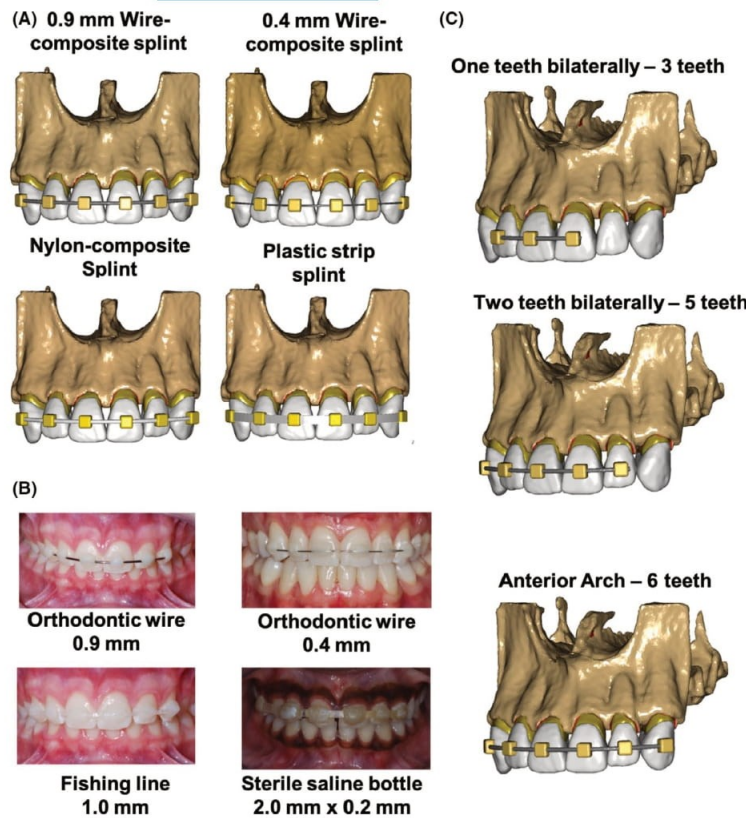 (A)
0.9 mm Wire-
composite splint
0.4 mm Wire-
composite splint
Nylon-composite
Splint
Plastic strip
splint
(B)
Orthodontic wire
0.9 mm
Orthodontic wire
0.4 mm
Fishing line
1.0 mm
Sterile saline bottle
2.0 mm x 0.2 mm
(C)
One teeth bilaterally – 3 teeth
Two teeth bilaterally – 5 teeth
Anterior Arch – 6 teeth